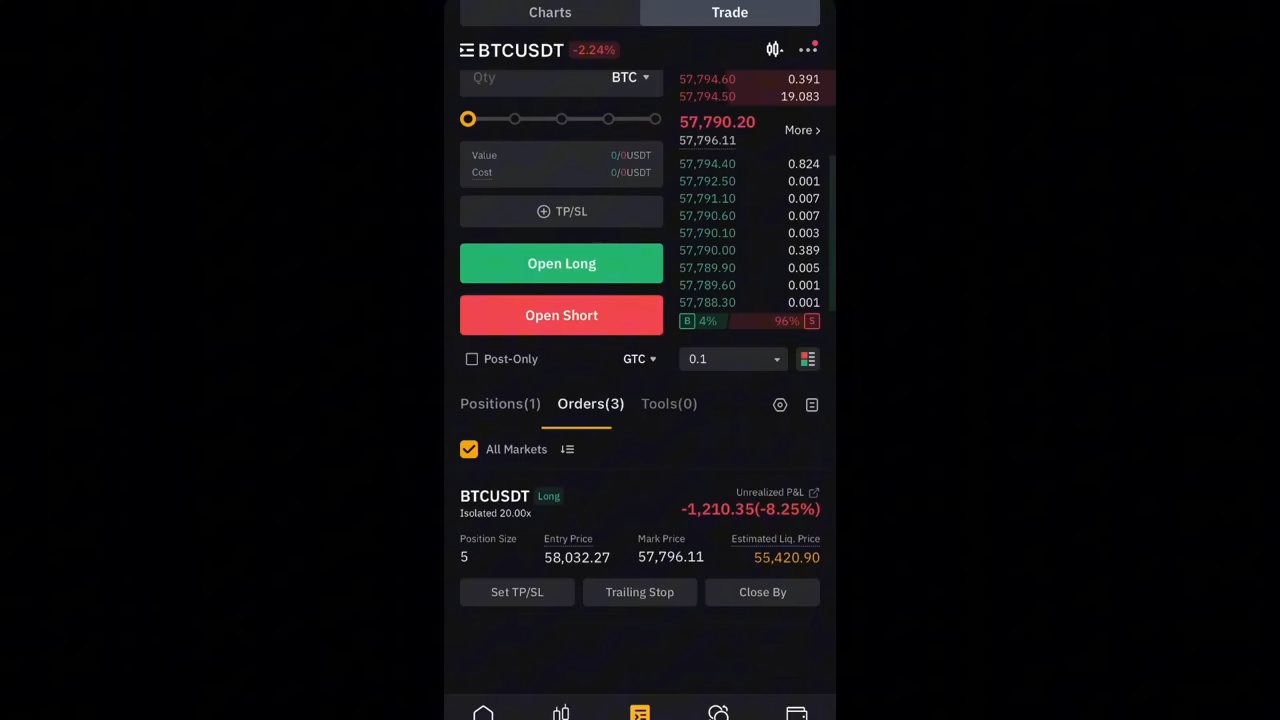 Charts Trade
BTCUSDT -2.24%
Qty BTC
57,794.60 0.391
57,794.50 19.083
57,790.20
57,796.11
More >
Value 0/0USDT
Cost 0/0USDT
TP/SL
Open Long
Open Short
57,794.40 0.824
57,792.50 0.001
57,791.10 0.007
57,790.60 0.007
57,790.10 0.003
57,790.00 0.389
57,789.90 0.005
57,789.60 0.001
57,788.30 0.001
B 4% 96% S
Post-Only GTC 0.1
Positions(1) Orders(3) Tools(0)
All Markets
BTCUSDT Long Unrealized P&L
Isolated 20.00x -1,210.35(-8.25%)
Position Size Entry Price Mark Price Estimated Liq. Price
5 58,032.27 57,796.11 55,420.90
Set TP/SL Trailing Stop Close By